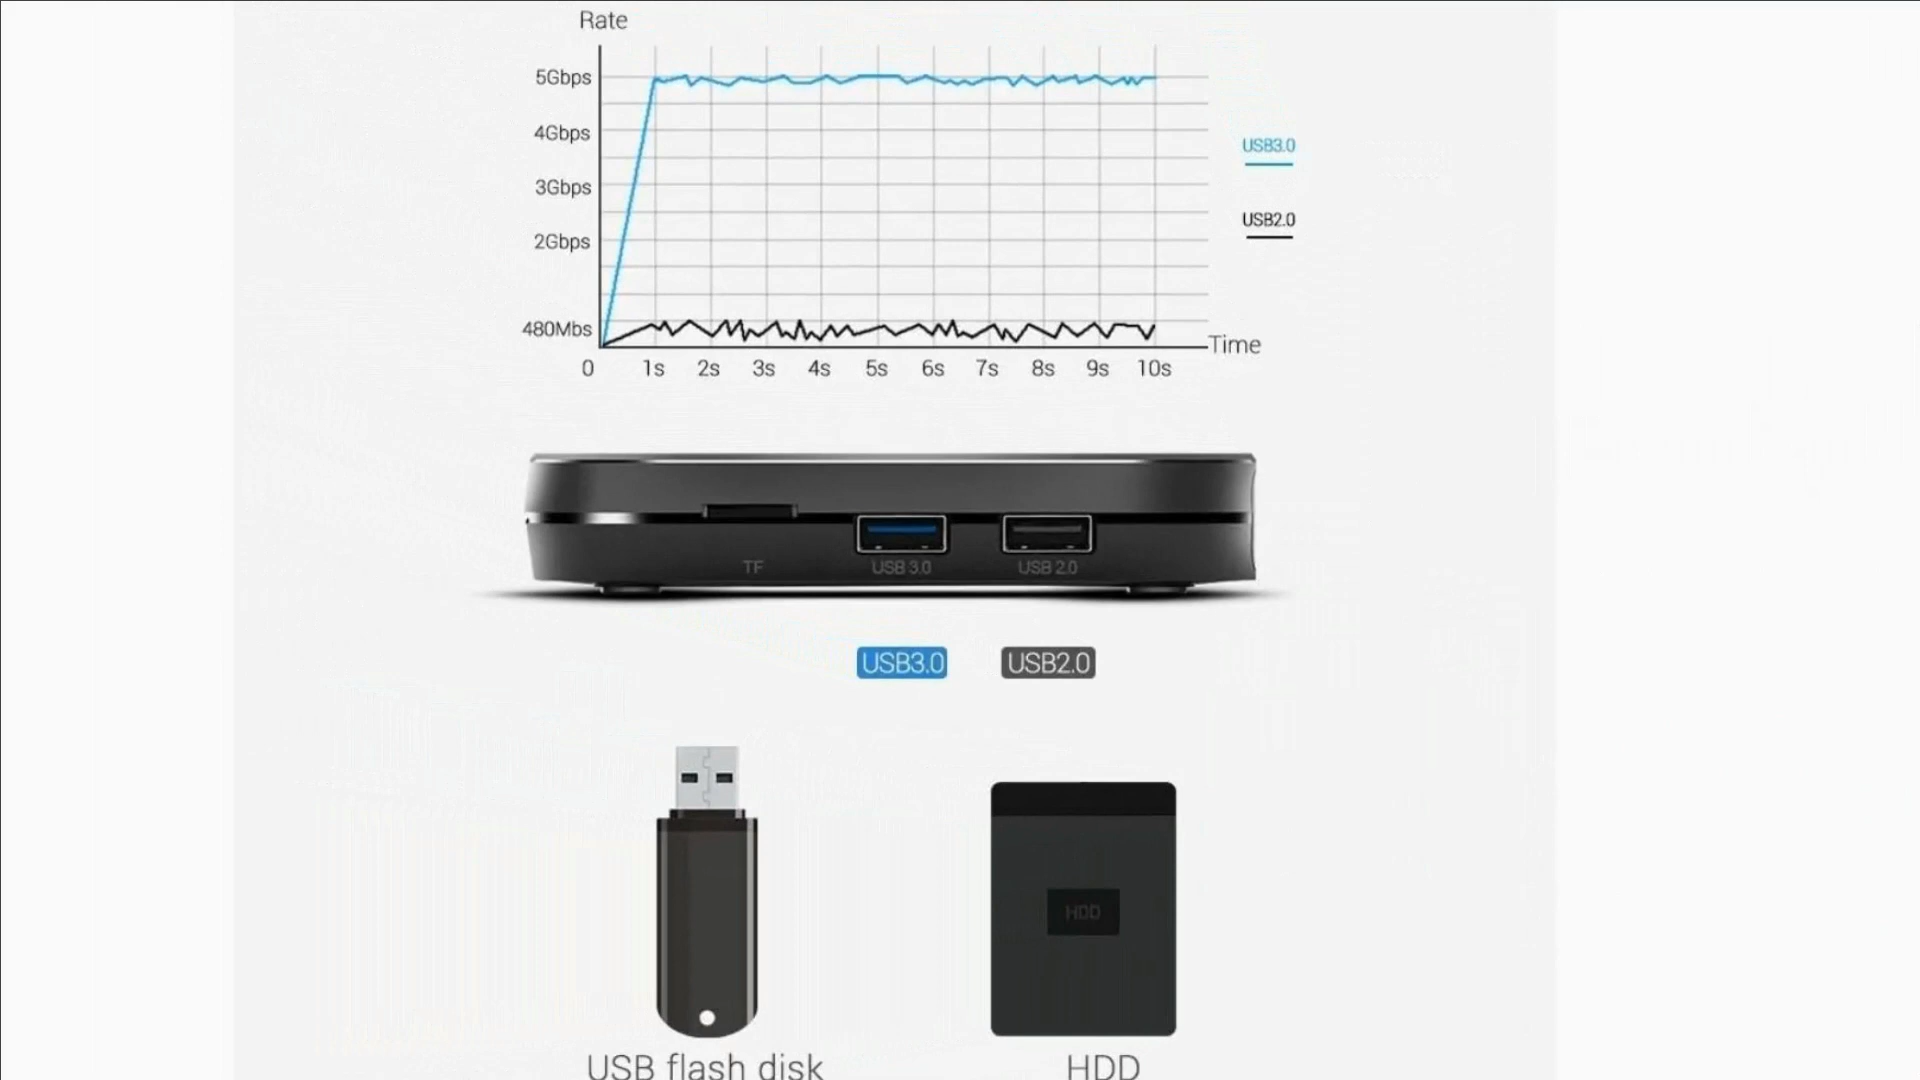 Rate
5Gbps
4Gbps
3Gbps
2Gbps
480Mbs
USB3.0
USB2.0
Time
0 1s 2s 3s 4s 5s 6s 7s 8s 9s 10s
TF USB 3.0 USB 2.0
USB3.0 USB2.0
HDD
USB flash disk HDD